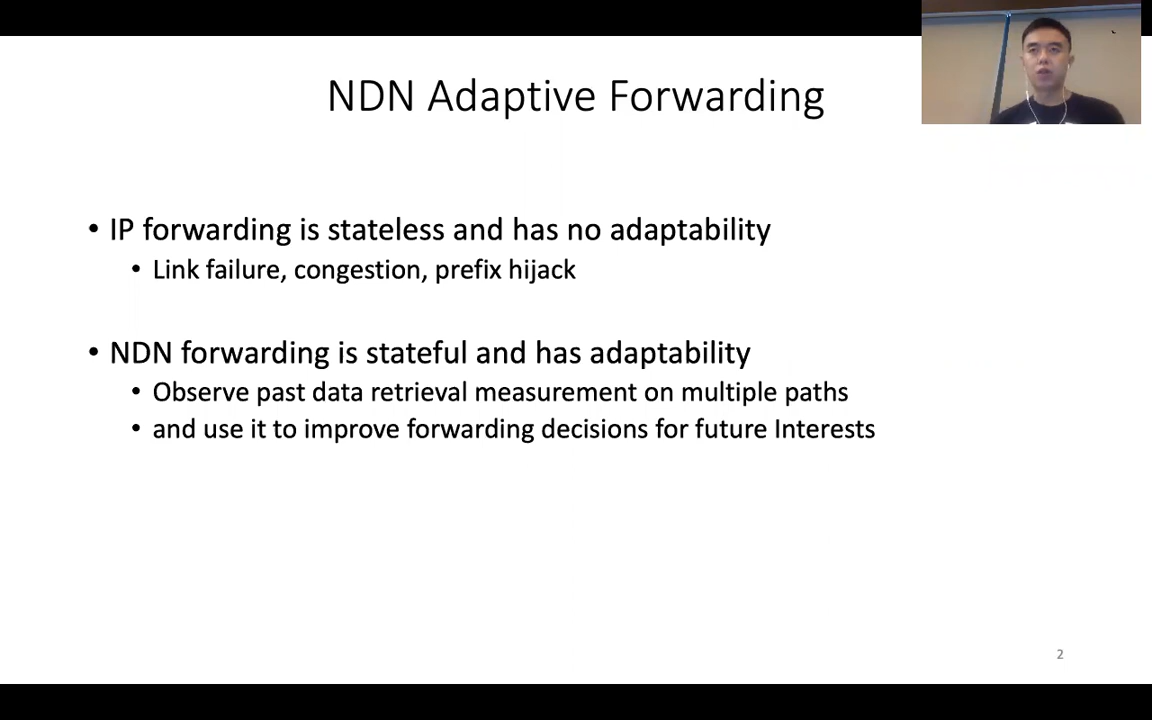 NDN Adaptive Forwarding
• IP forwarding is stateless and has no adaptability
• Link failure, congestion, prefix hijack
• NDN forwarding is stateful and has adaptability
• Observe past data retrieval measurement on multiple paths
• and use it to improve forwarding decisions for future Interests
2